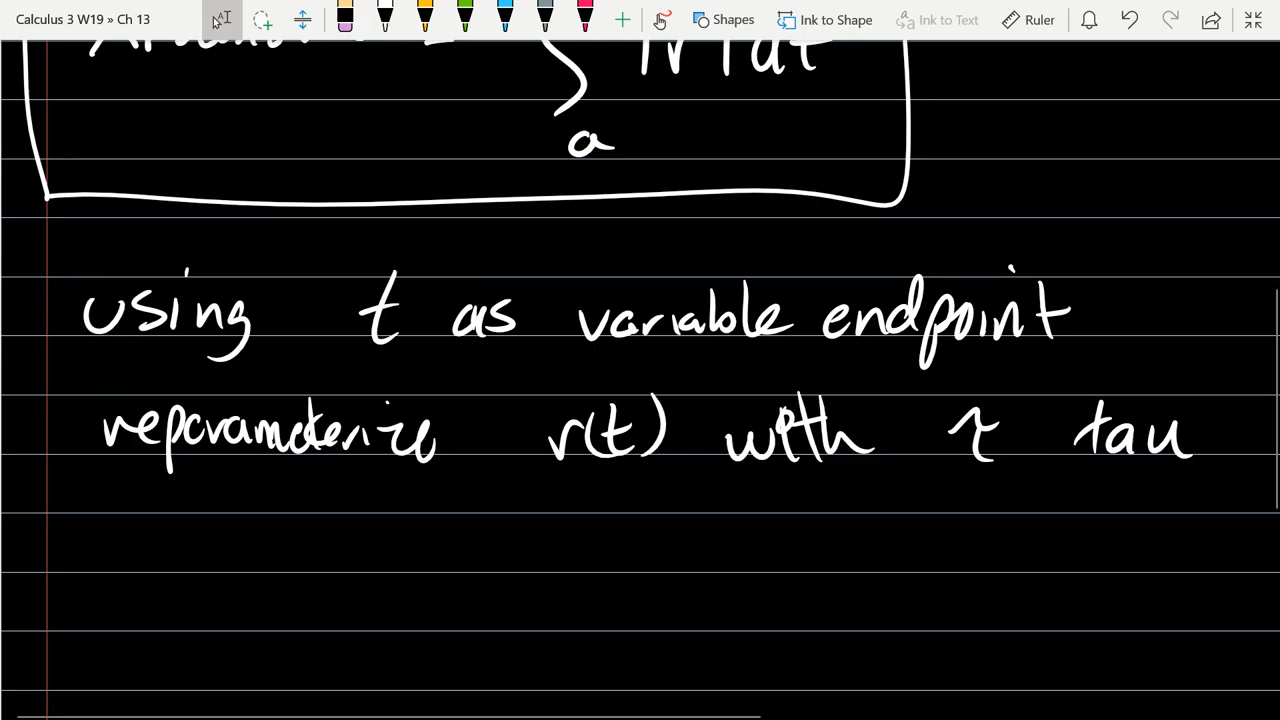 Calculus 3 W19 » Ch 13
Shapes
Ink to Shape
Ink to Text
Ruler
a
using t as variable endpoint
reparameterize r(t) with τ tau